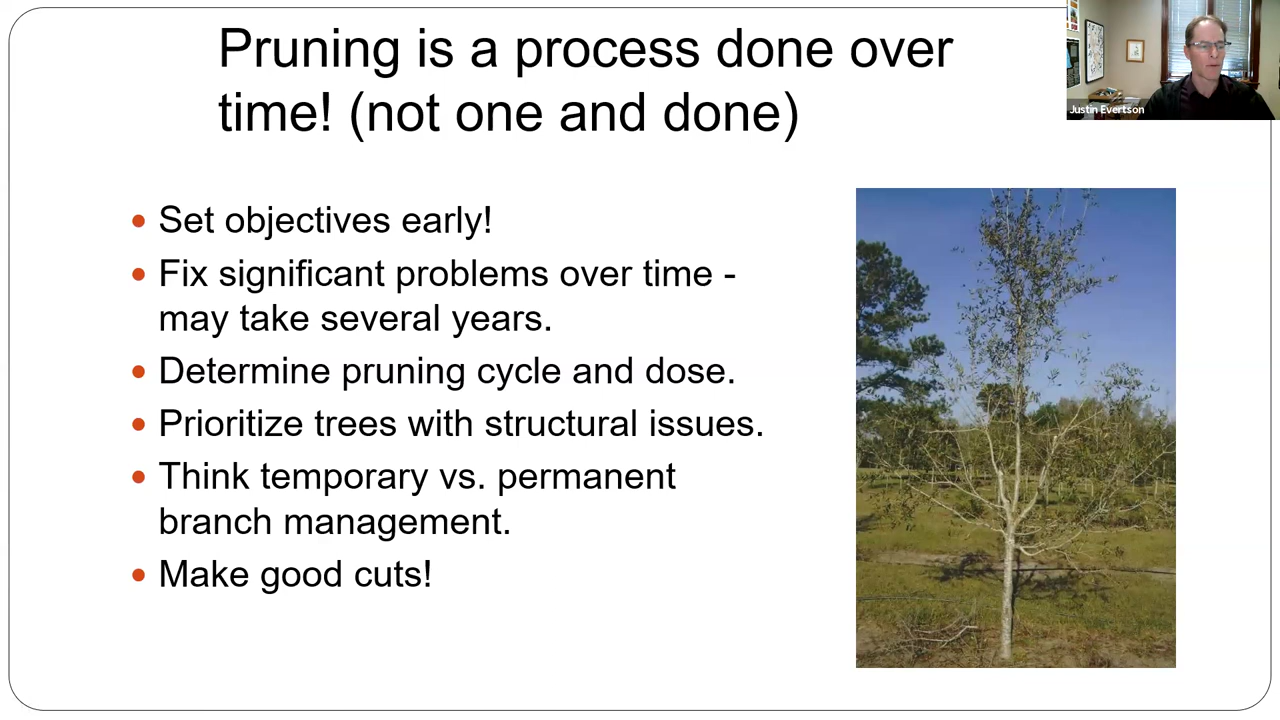 Pruning is a process done over
time! (not one and done)
Justin Evertson
• Set objectives early!
• Fix significant problems over time -
may take several years.
• Determine pruning cycle and dose.
• Prioritize trees with structural issues.
• Think temporary vs. permanent
branch management.
• Make good cuts!